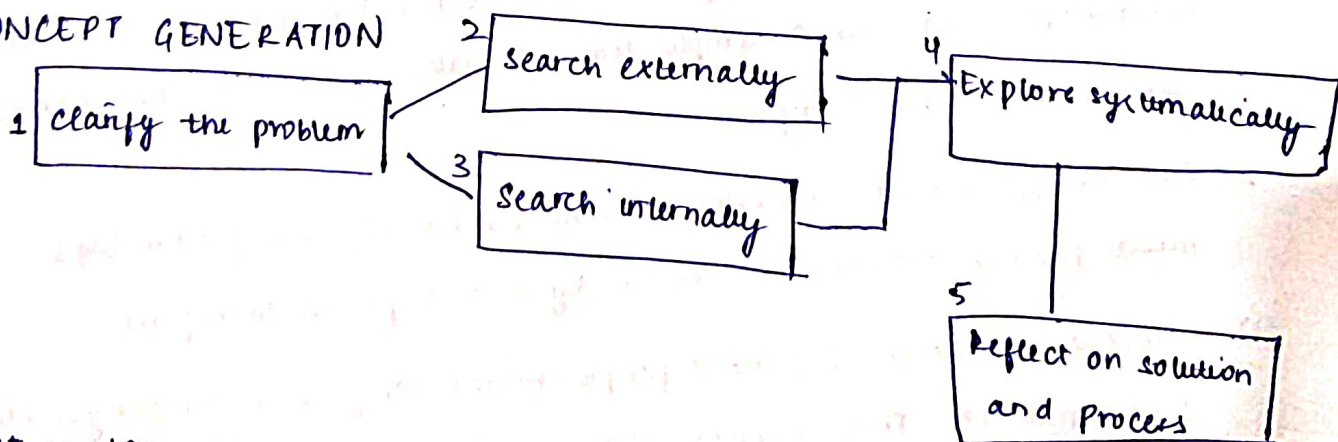 NCEPT GENERATION
1 clarify the problem
2 search externally
3 Search internally
4 Explore systematically
5 Reflect on solution
and process